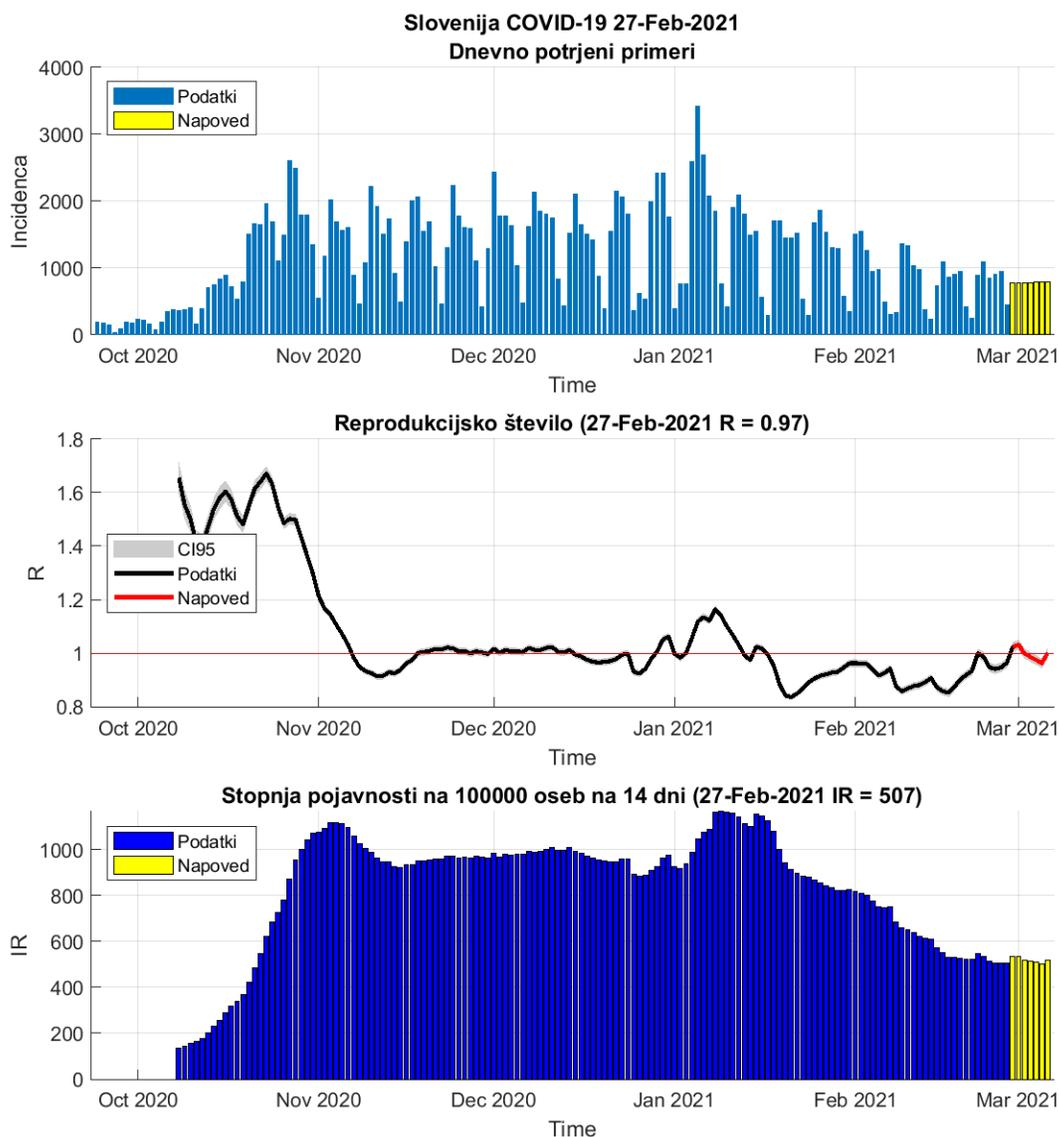 Slovenija COVID-19 27-Feb-2021
Dnevno potrjeni primeri
4000
3000
2000
1000
0
Incidenca
Podatki
Napoved
Oct 2020 Nov 2020 Dec 2020 Jan 2021 Feb 2021 Mar 2021
Time
Reprodukcijsko število (27-Feb-2021 R = 0.97)
1.8
1.6
1.4
1.2
1
0.8
R
CI95
Podatki
Napoved
Oct 2020 Nov 2020 Dec 2020 Jan 2021 Feb 2021 Mar 2021
Time
Stopnja pojavnosti na 100000 oseb na 14 dni (27-Feb-2021 IR = 507)
1000
800
600
400
200
0
IR
Podatki
Napoved
Oct 2020 Nov 2020 Dec 2020 Jan 2021 Feb 2021 Mar 2021
Time